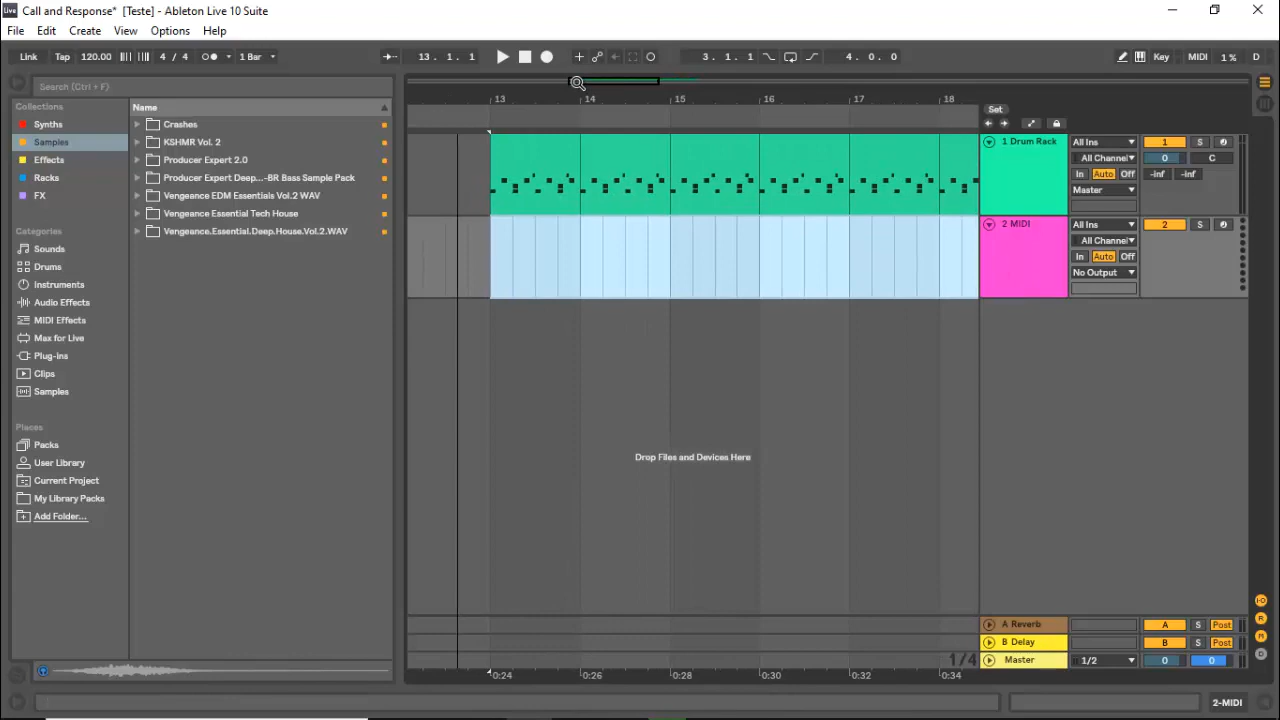 Live Call and Response* [Teste] - Ableton Live 10 Suite
File Edit Create View Options Help
Link Tap 120.00 4 / 4 1 Bar 13. 1. 1 3. 1. 1 4. 0. 0 Key MIDI 1 % D
Search (Ctrl + F)
Collections
Synths
Samples
Effects
Racks
FX
Categories
Sounds
Drums
Instruments
Audio Effects
MIDI Effects
Max for Live
Plug-ins
Clips
Samples
Places
Packs
User Library
Current Project
My Library Packs
Add Folder...
Name
Crashes
KSHMR Vol. 2
Producer Expert 2.0
Producer Expert Deep...-BR Bass Sample Pack
Vengeance EDM Essentials Vol.2 WAV
Vengeance Essential Tech House
Vengeance.Essential.Deep.House.Vol.2.WAV
13 14 15 16 17 18
Set
1 Drum Rack All Ins 1 S
All Channel 0 C
In Auto Off -inf -inf
Master
2 MIDI All Ins 2 S
All Channel
In Auto Off
No Output
Drop Files and Devices Here
A Reverb A S Post
B Delay B S Post
1/4 Master 1/2 0 0
0:24 0:26 0:28 0:30 0:32 0:34
I·O
R
M
D
2-MIDI